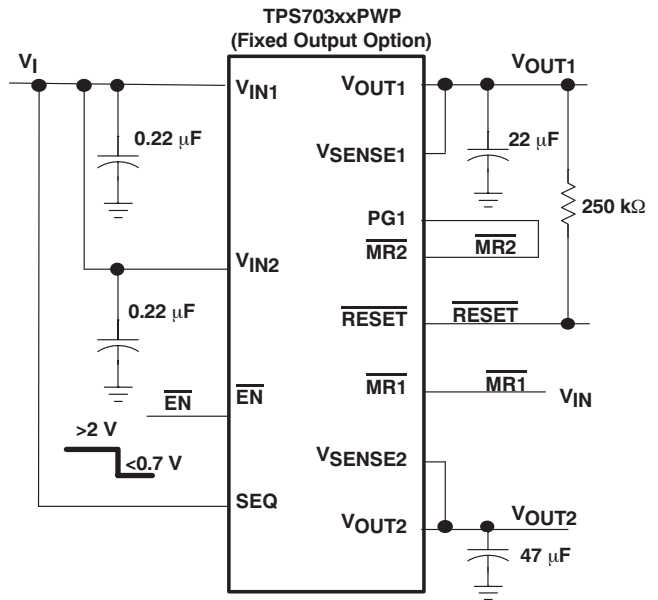 TPS703xxPWP
(Fixed Output Option)
VI
VIN1
0.22 μF
VOUT1
VOUT1
VSENSE1
22 μF
250 kΩ
PG1
MR2
MR2
VIN2
0.22 μF
RESET
RESET
EN
EN
MR1
MR1
VIN
>2 V
<0.7 V
VSENSE2
SEQ
VOUT2
VOUT2
47 μF